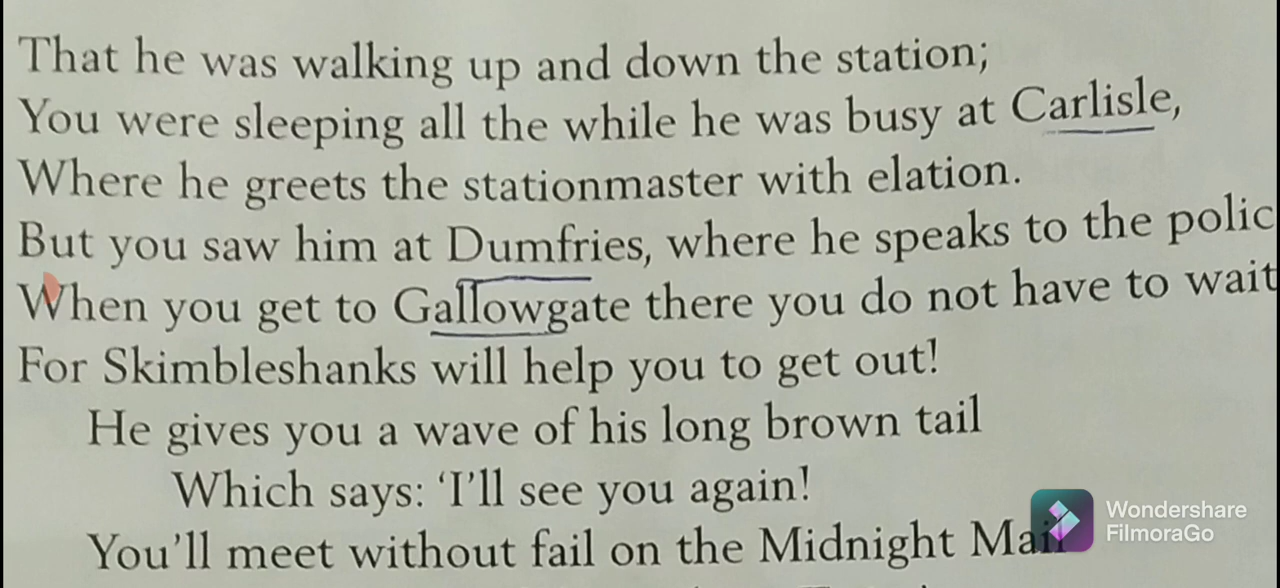 That he was walking up and down the station;
You were sleeping all the while he was busy at Carlisle,
Where he greets the stationmaster with elation.
But you saw him at Dumfries, where he speaks to the polic
When you get to Gallowgate there you do not have to wait
For Skimbleshanks will help you to get out!
He gives you a wave of his long brown tail
Which says: ‘I’ll see you again!
You’ll meet without fail on the Midnight Mail
Wondershare
FilmoraGo